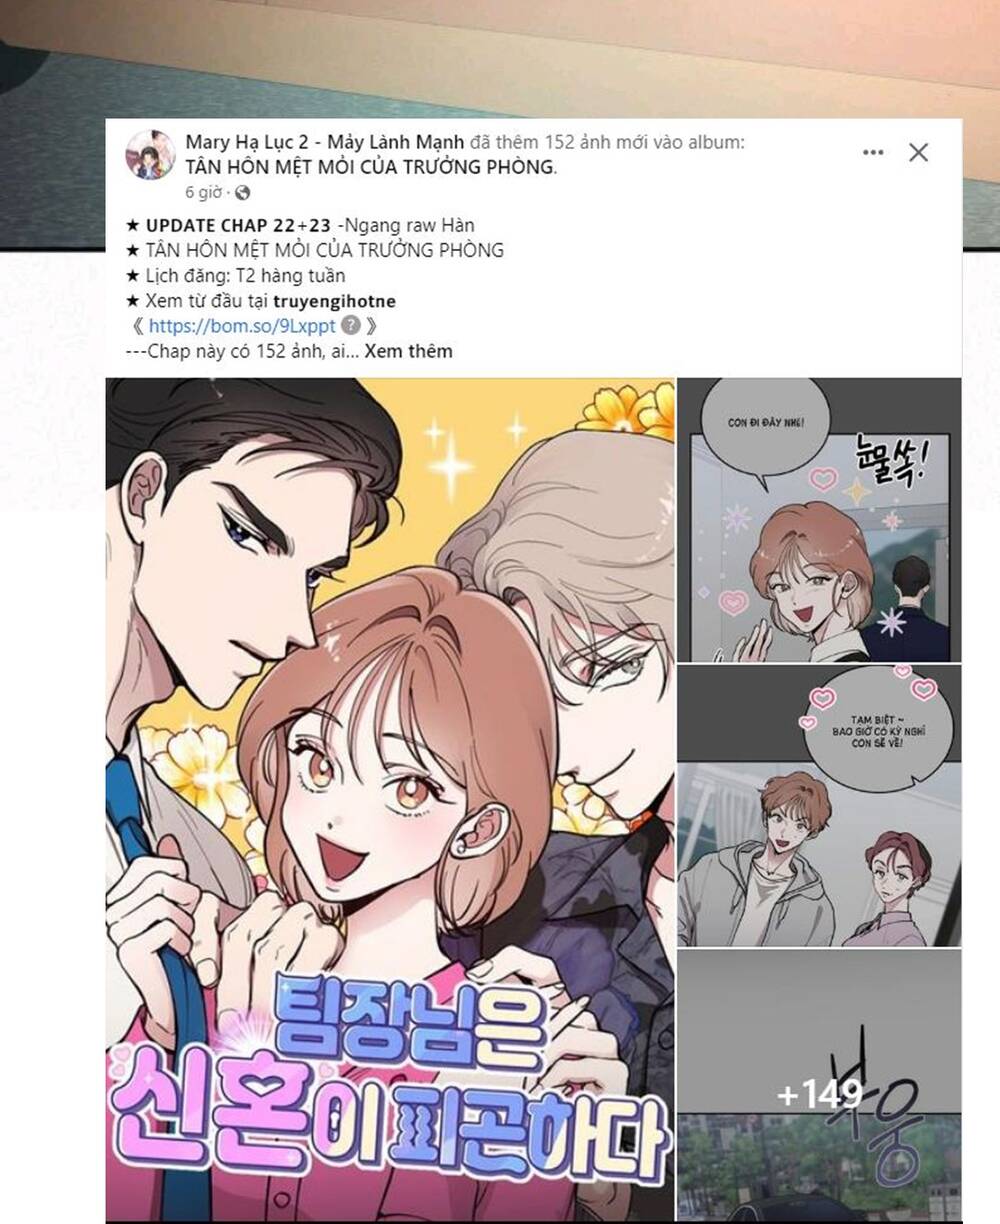 Mary Hạ Lục 2 - Mảy Lành Mạnh đã thêm 152 ảnh mới vào album:
TÂN HÔN MỆT MỎI CỦA TRƯỞNG PHÒNG.
6 giờ ·
★ UPDATE CHAP 22+23 -Ngang raw Hàn
★ TÂN HÔN MỆT MỎI CỦA TRƯỞNG PHÒNG
★ Lịch đăng: T2 hàng tuần
★ Xem từ đầu tại truyengihotne
《 https://bom.so/9Lxppt ? 》
---Chap này có 152 ảnh, ai... Xem thêm
CON ĐI ĐÂY NHÉ!
눈물쏙!
TẠM BIỆT ~
BAO GIỜ CÓ KỲ NGHỈ
CON SẼ VỀ!
팀장님은
신혼이 피곤하다
+149
부웅